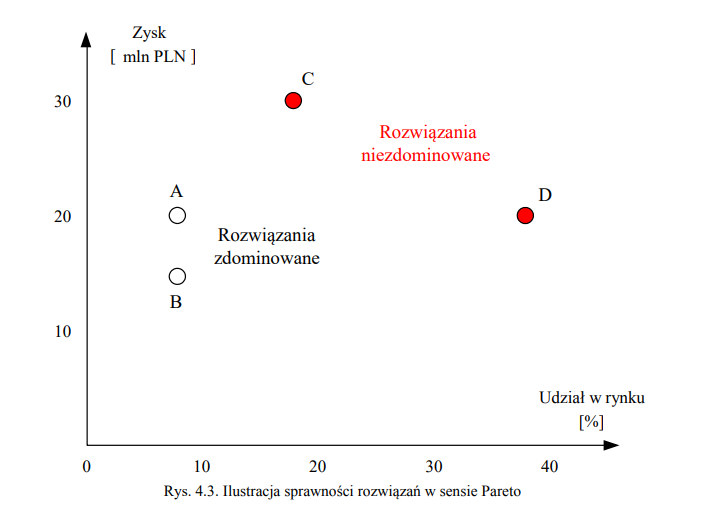 Zysk
[ mln PLN ]
C
30
Rozwiązania
niezdominowane
A
D
20
Rozwiązania
zdominowane
B
10
Udział w rynku
[%]
0 10 20 30 40
Rys. 4.3. Ilustracja sprawności rozwiązań w sensie Pareto